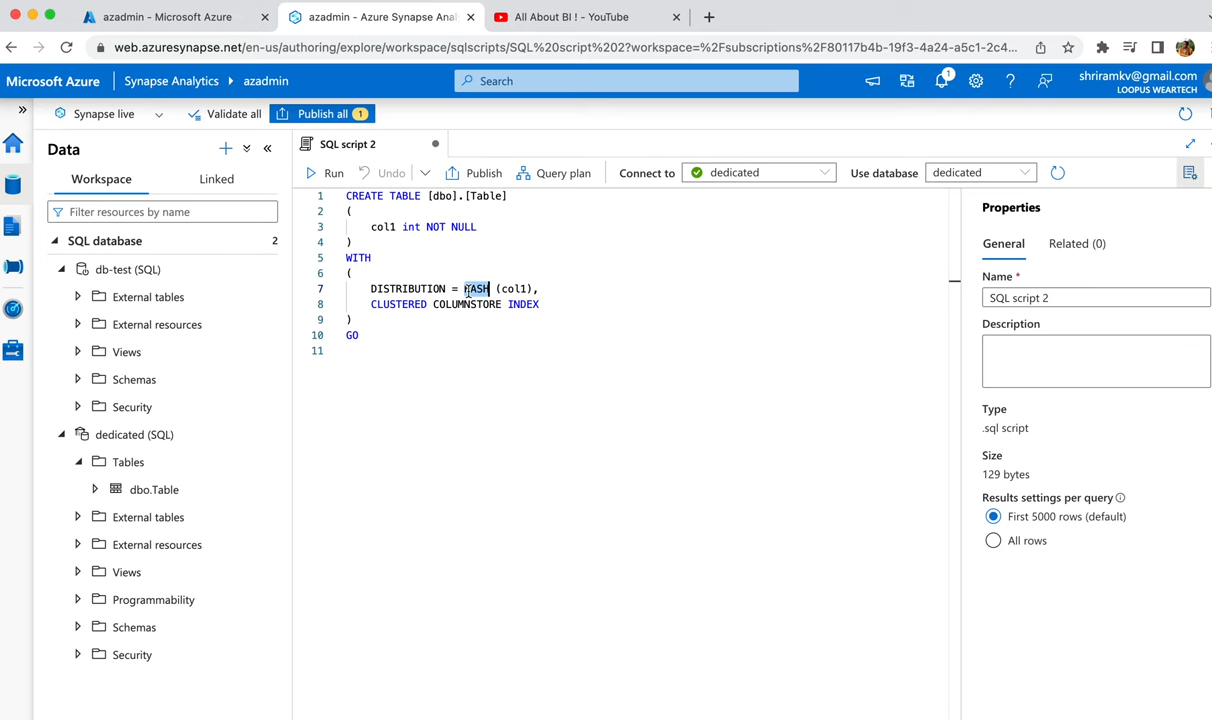 azadmin - Microsoft Azure
azadmin - Azure Synapse Anal
All About BI ! - YouTube
web.azuresynapse.net/en-us/authoring/explore/workspace/sqlscripts/SQL%20script%202?workspace=%2Fsubscriptions%2F80117b4b-19f3-4a24-a5c1-2c4...
Microsoft Azure
Synapse Analytics
azadmin
Search
1
shriramkv@gmail.com
LOOPUS WEARTECH
Synapse live
Validate all
Publish all 1
Data
Workspace
Linked
Filter resources by name
SQL database 2
db-test (SQL)
External tables
External resources
Views
Schemas
Security
dedicated (SQL)
Tables
dbo.Table
External tables
External resources
Views
Programmability
Schemas
Security
SQL script 2
Run
Undo
Publish
Query plan
Connect to
dedicated
Use database
dedicated
1 CREATE TABLE [dbo].[Table]
2 (
3 col1 int NOT NULL
4 )
5 WITH
6 (
7 DISTRIBUTION = HASH (col1),
8 CLUSTERED COLUMNSTORE INDEX
9 )
10 GO
11
Properties
General
Related (0)
Name *
SQL script 2
Description
Type
.sql script
Size
129 bytes
Results settings per query
First 5000 rows (default)
All rows